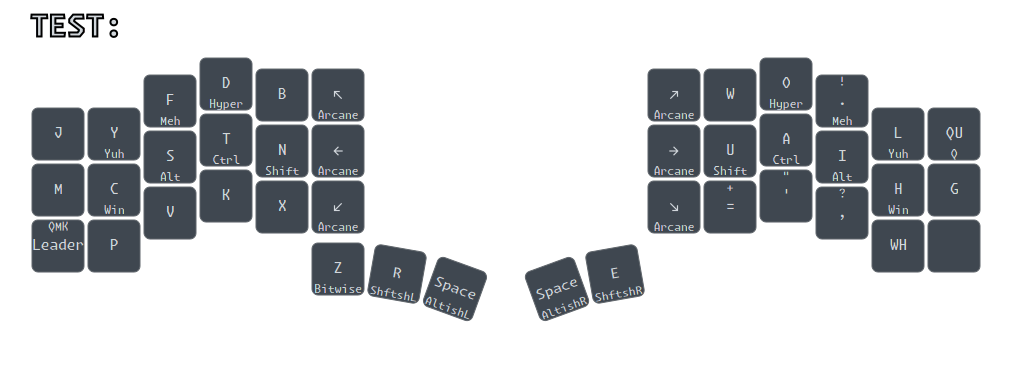 TEST:
D
Hyper
O
Hyper
F
Meh
B
↖
Arcane
↗
Arcane
W
!
.
Meh
J
Y
Yuh
T
Ctrl
A
Ctrl
L
Yuh
QU
Q
S
Alt
N
Shift
←
Arcane
→
Arcane
U
Shift
I
Alt
M
C
Win
K
"
'
H
Win
G
V
X
↙
Arcane
↘
Arcane
+
=
?
,
QMK
Leader
P
WH
Z
Bitwise
R
ShftshL
Space
AltishL
Space
AltishR
E
ShftshR